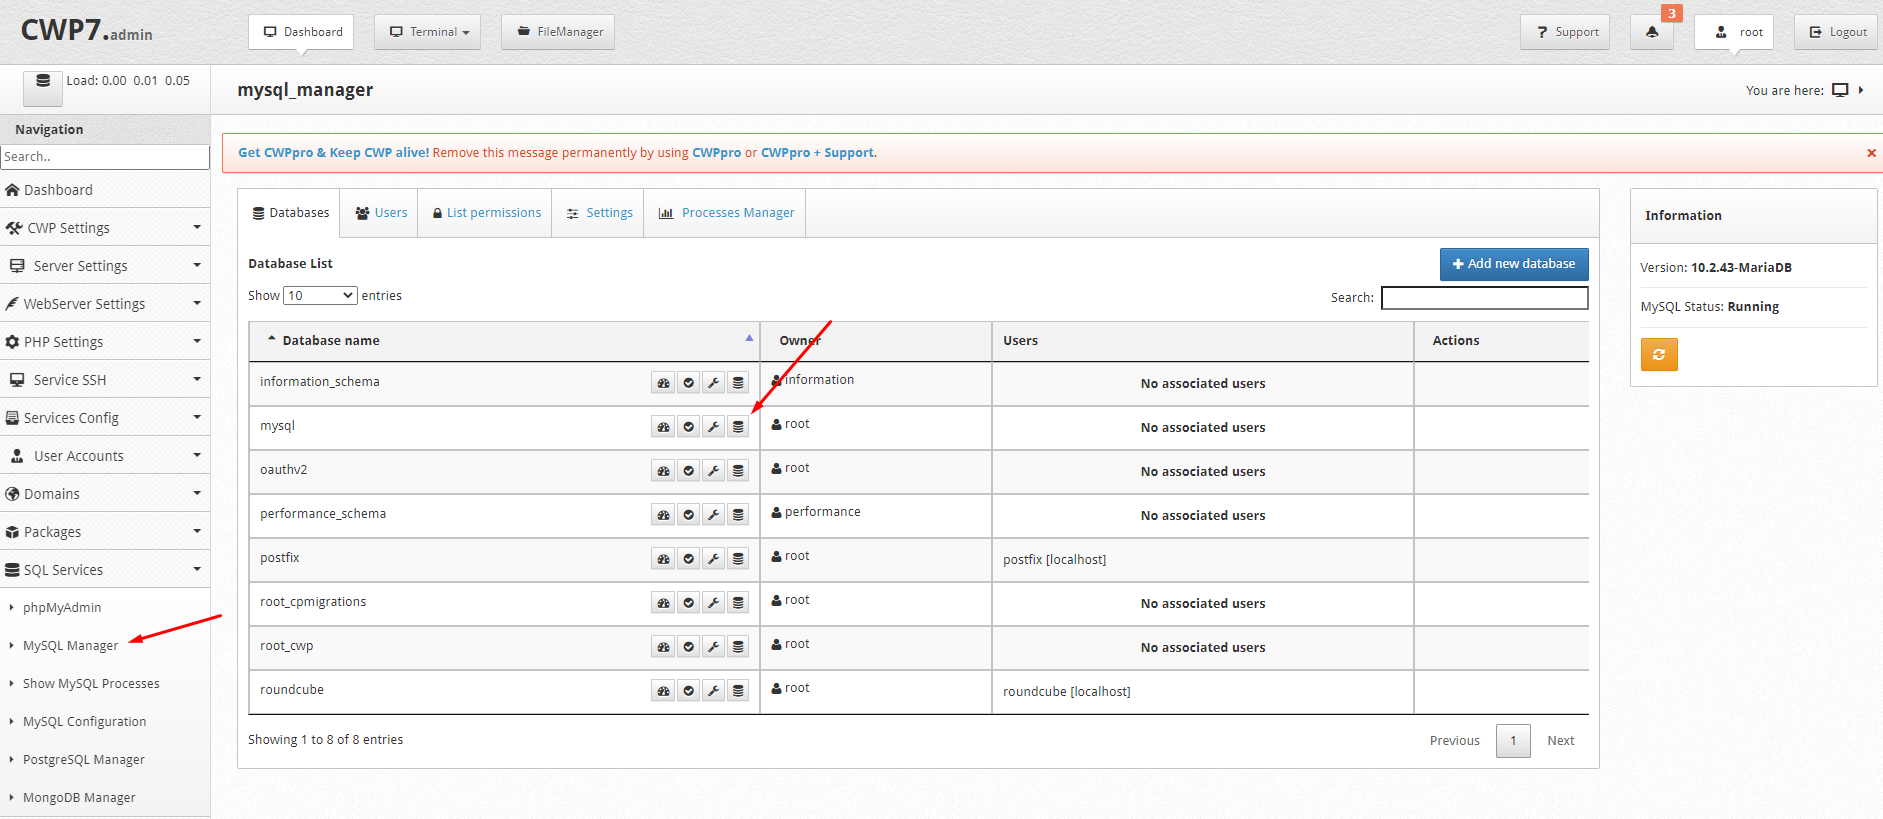 CWP7.admin
Dashboard
Terminal
FileManager
Support
3
root
Logout
Load: 0.00 0.01 0.05
mysql_manager
You are here:
Navigation
Search..
Get CWPpro & Keep CWP alive! Remove this message permanently by using CWPpro or CWPpro + Support.
Dashboard
CWP Settings
Server Settings
WebServer Settings
PHP Settings
Service SSH
Services Config
User Accounts
Domains
Packages
SQL Services
phpMyAdmin
MySQL Manager
Show MySQL Processes
MySQL Configuration
PostgreSQL Manager
MongoDB Manager
Databases
Users
List permissions
Settings
Processes Manager
Database List
Add new database
Show 10 entries
Search:
Database name Owner Users Actions
information_schema information No associated users
mysql root No associated users
oauthv2 root No associated users
performance_schema performance No associated users
postfix root postfix [localhost]
root_cpmigrations root No associated users
root_cwp root No associated users
roundcube root roundcube [localhost]
Showing 1 to 8 of 8 entries
Previous 1 Next
Information
Version: 10.2.43-MariaDB
MySQL Status: Running